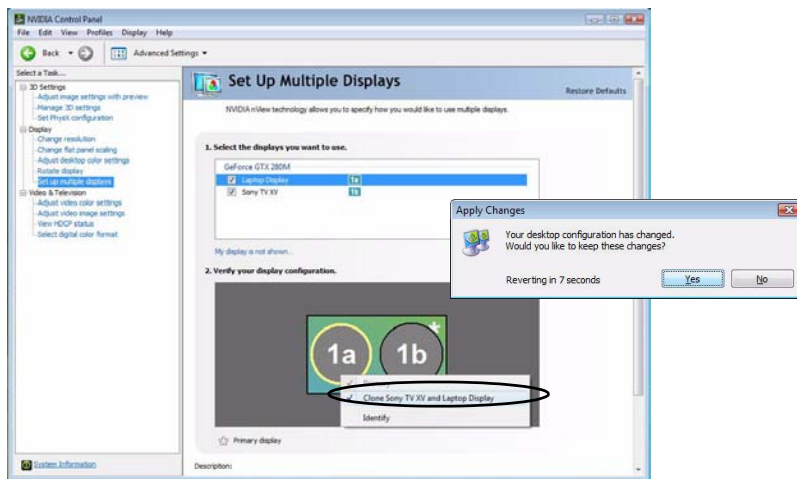 NVIDIA Control Panel
File Edit View Profiles Display Help
Back Advanced Settings
Select a Task...
3D Settings
Adjust image settings with preview
Manage 3D settings
Set PhysX configuration
Display
Change resolution
Change flat panel scaling
Adjust desktop color settings
Rotate display
Set up multiple displays
Video & Television
Adjust video color settings
Adjust video image settings
View HDCP status
Select digital color format
System Information
Set Up Multiple Displays
Restore Defaults
NVIDIA nView technology allows you to specify how you would like to use multiple displays.
1. Select the displays you want to use.
GeForce GTX 280M
Laptop Display 1a
Sony TV XV 1b
My display is not shown...
2. Verify your display configuration.
1a 1b
Clone Sony TV XV and Laptop Display
Identify
Primary display
Description:
Apply Changes
Your desktop configuration has changed.
Would you like to keep these changes?
Reverting in 7 seconds
Yes No